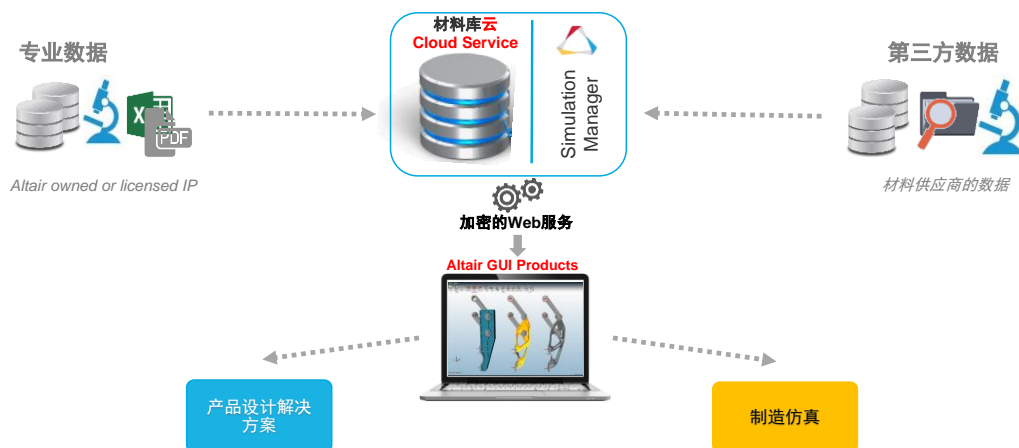 材料库云
Cloud Service
Simulation
Manager
专业数据
PDF
Altair owned or licensed IP
第三方数据
材料供应商的数据
加密的Web服务
Altair GUI Products
产品设计解决
方案
制造仿真